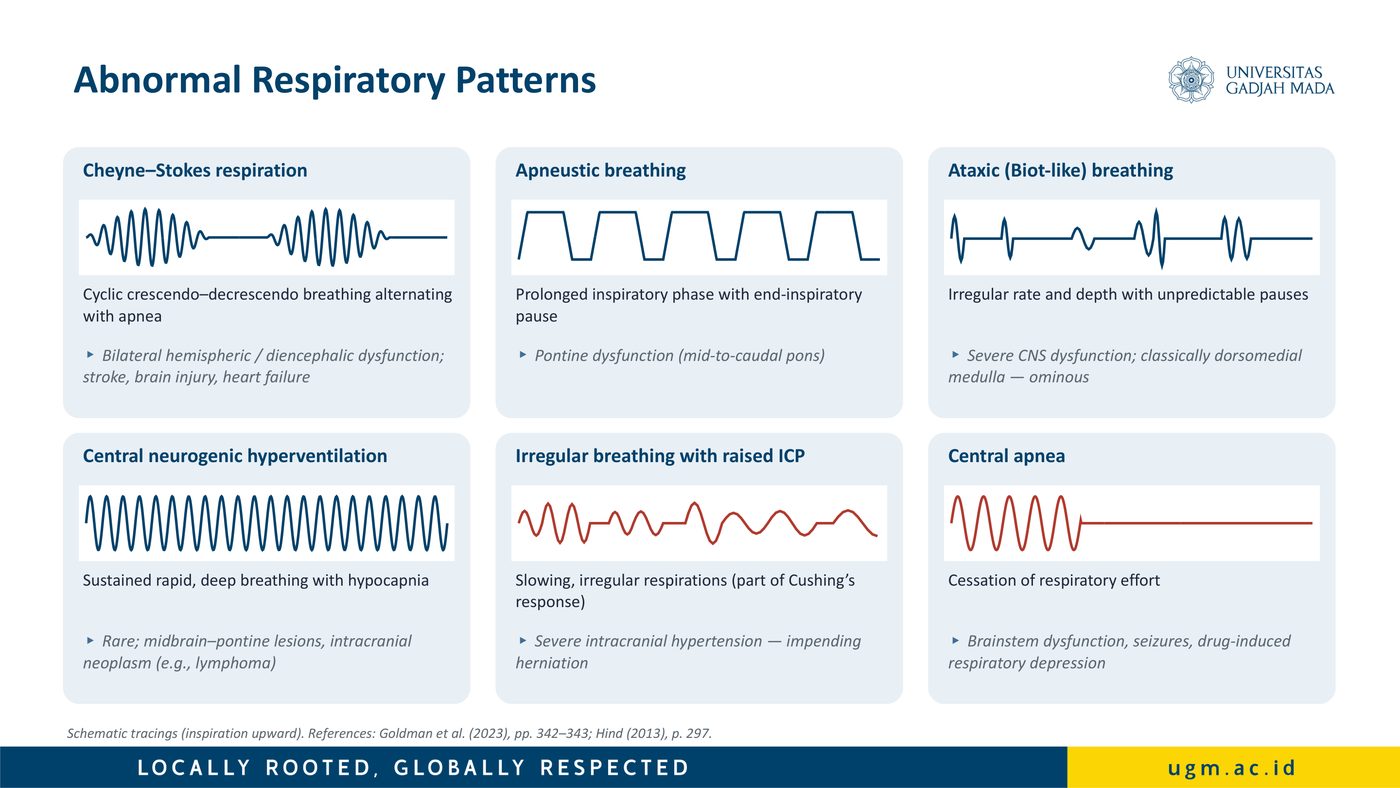 Abnormal Respiratory Patterns
UNIVERSITAS
GADJAH MADA
Cheyne–Stokes respiration
Cyclic crescendo–decrescendo breathing alternating
with apnea
‣ Bilateral hemispheric / diencephalic dysfunction;
stroke, brain injury, heart failure
Apneustic breathing
Prolonged inspiratory phase with end-inspiratory
pause
‣ Pontine dysfunction (mid-to-caudal pons)
Ataxic (Biot-like) breathing
Irregular rate and depth with unpredictable pauses
‣ Severe CNS dysfunction; classically dorsomedial
medulla — ominous
Central neurogenic hyperventilation
Sustained rapid, deep breathing with hypocapnia
‣ Rare; midbrain–pontine lesions, intracranial
neoplasm (e.g., lymphoma)
Irregular breathing with raised ICP
Slowing, irregular respirations (part of Cushing’s
response)
‣ Severe intracranial hypertension — impending
herniation
Central apnea
Cessation of respiratory effort
‣ Brainstem dysfunction, seizures, drug-induced
respiratory depression
Schematic tracings (inspiration upward). References: Goldman et al. (2023), pp. 342–343; Hind (2013), p. 297.
LOCALLY ROOTED, GLOBALLY RESPECTED
ugm.ac.id